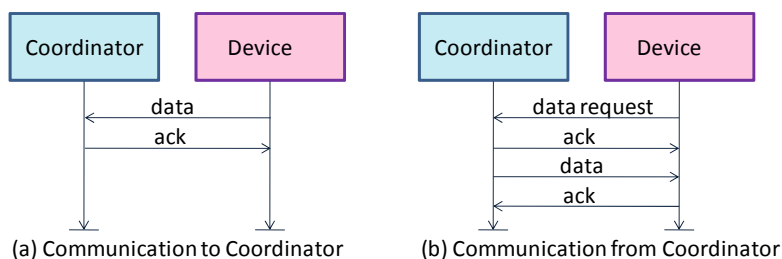 Coordinator Device Coordinator Device
data data request
ack ack
data
ack
(a) Communication to Coordinator (b) Communication from Coordinator